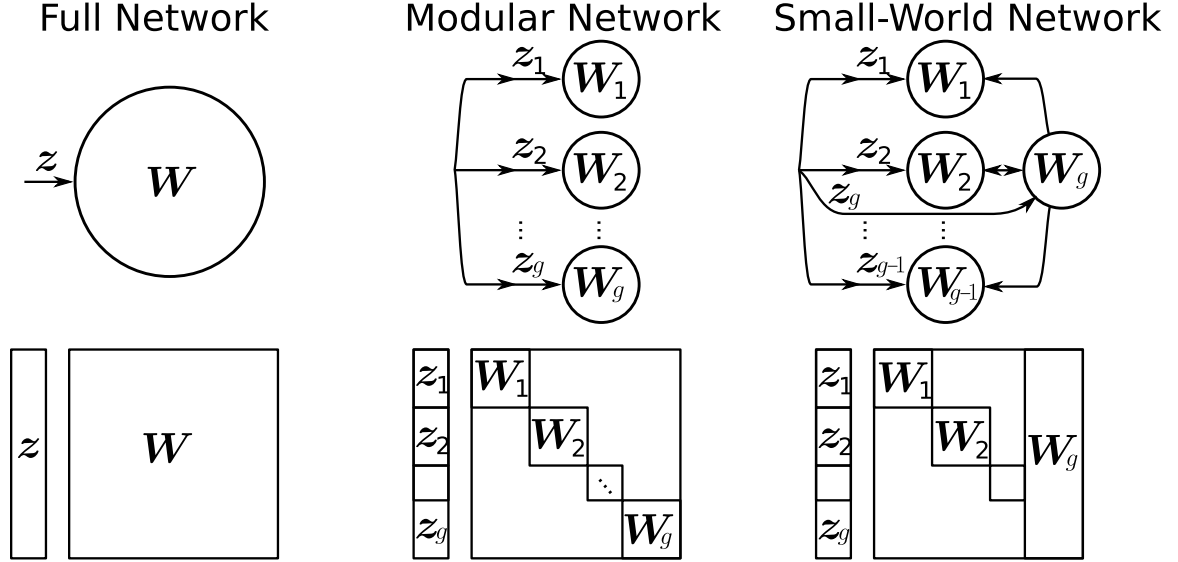 Full Network
Modular Network
Small-World Network
z
W
z1
W1
z2
W2
⋮ ⋮
zg
Wg
z1
W1
z2
W2
Wg
zg
⋮ ⋮
zg-1
Wg-1
z
W
z1
W1
z2
W2
⋱
zg
Wg
z1
W1
z2
W2
Wg
zg